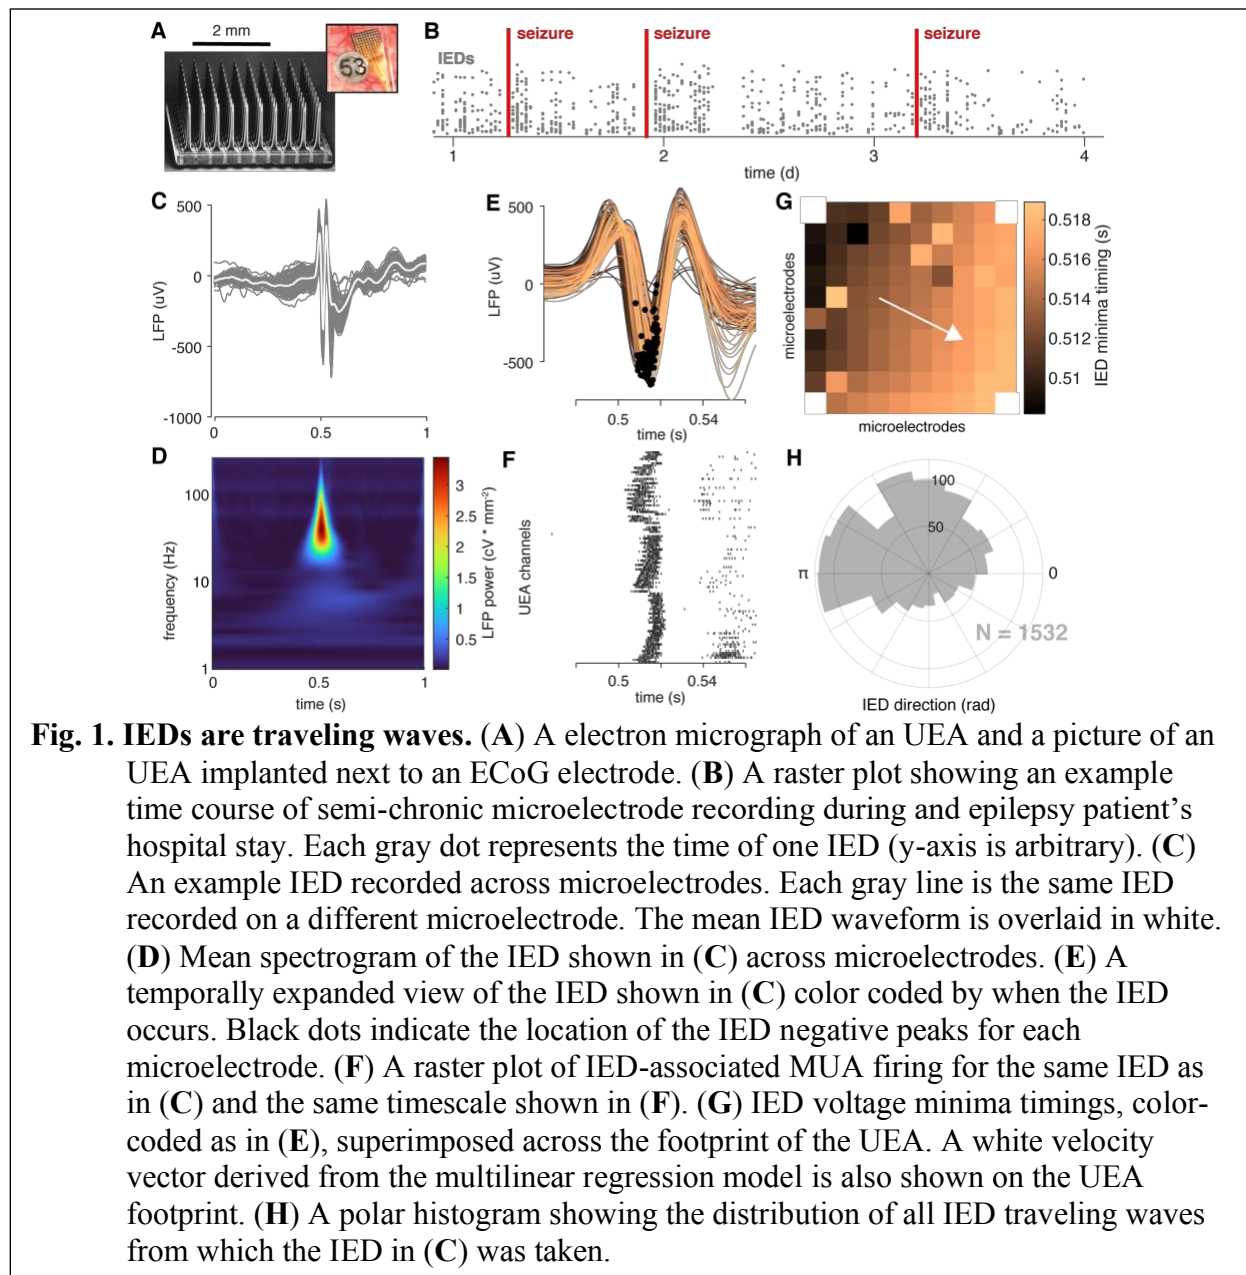 A
2 mm
53
B
seizure
seizure
seizure
IEDs
1
2
3
4
time (d)
C
500
0
-500
-1000
LFP (uV)
0
0.5
1
E
500
0
-500
LFP (uV)
0.5
0.54
time (s)
G
microelectrodes
microelectrodes
0.518
0.516
0.514
0.512
0.51
IED minima timing (s)
D
100
10
1
frequency (Hz)
0
0.5
1
time (s)
3
2.5
2
1.5
1
0.5
LFP power (cV * mm⁻²)
F
UEA channels
0.5
0.54
time (s)
H
100
50
π
0
N = 1532
IED direction (rad)
Fig. 1. IEDs are traveling waves. (A) A electron micrograph of an UEA and a picture of an
UEA implanted next to an ECoG electrode. (B) A raster plot showing an example
time course of semi-chronic microelectrode recording during and epilepsy patient’s
hospital stay. Each gray dot represents the time of one IED (y-axis is arbitrary). (C)
An example IED recorded across microelectrodes. Each gray line is the same IED
recorded on a different microelectrode. The mean IED waveform is overlaid in white.
(D) Mean spectrogram of the IED shown in (C) across microelectrodes. (E) A
temporally expanded view of the IED shown in (C) color coded by when the IED
occurs. Black dots indicate the location of the IED negative peaks for each
microelectrode. (F) A raster plot of IED-associated MUA firing for the same IED as
in (C) and the same timescale shown in (F). (G) IED voltage minima timings, color-
coded as in (E), superimposed across the footprint of the UEA. A white velocity
vector derived from the multilinear regression model is also shown on the UEA
footprint. (H) A polar histogram showing the distribution of all IED traveling waves
from which the IED in (C) was taken.